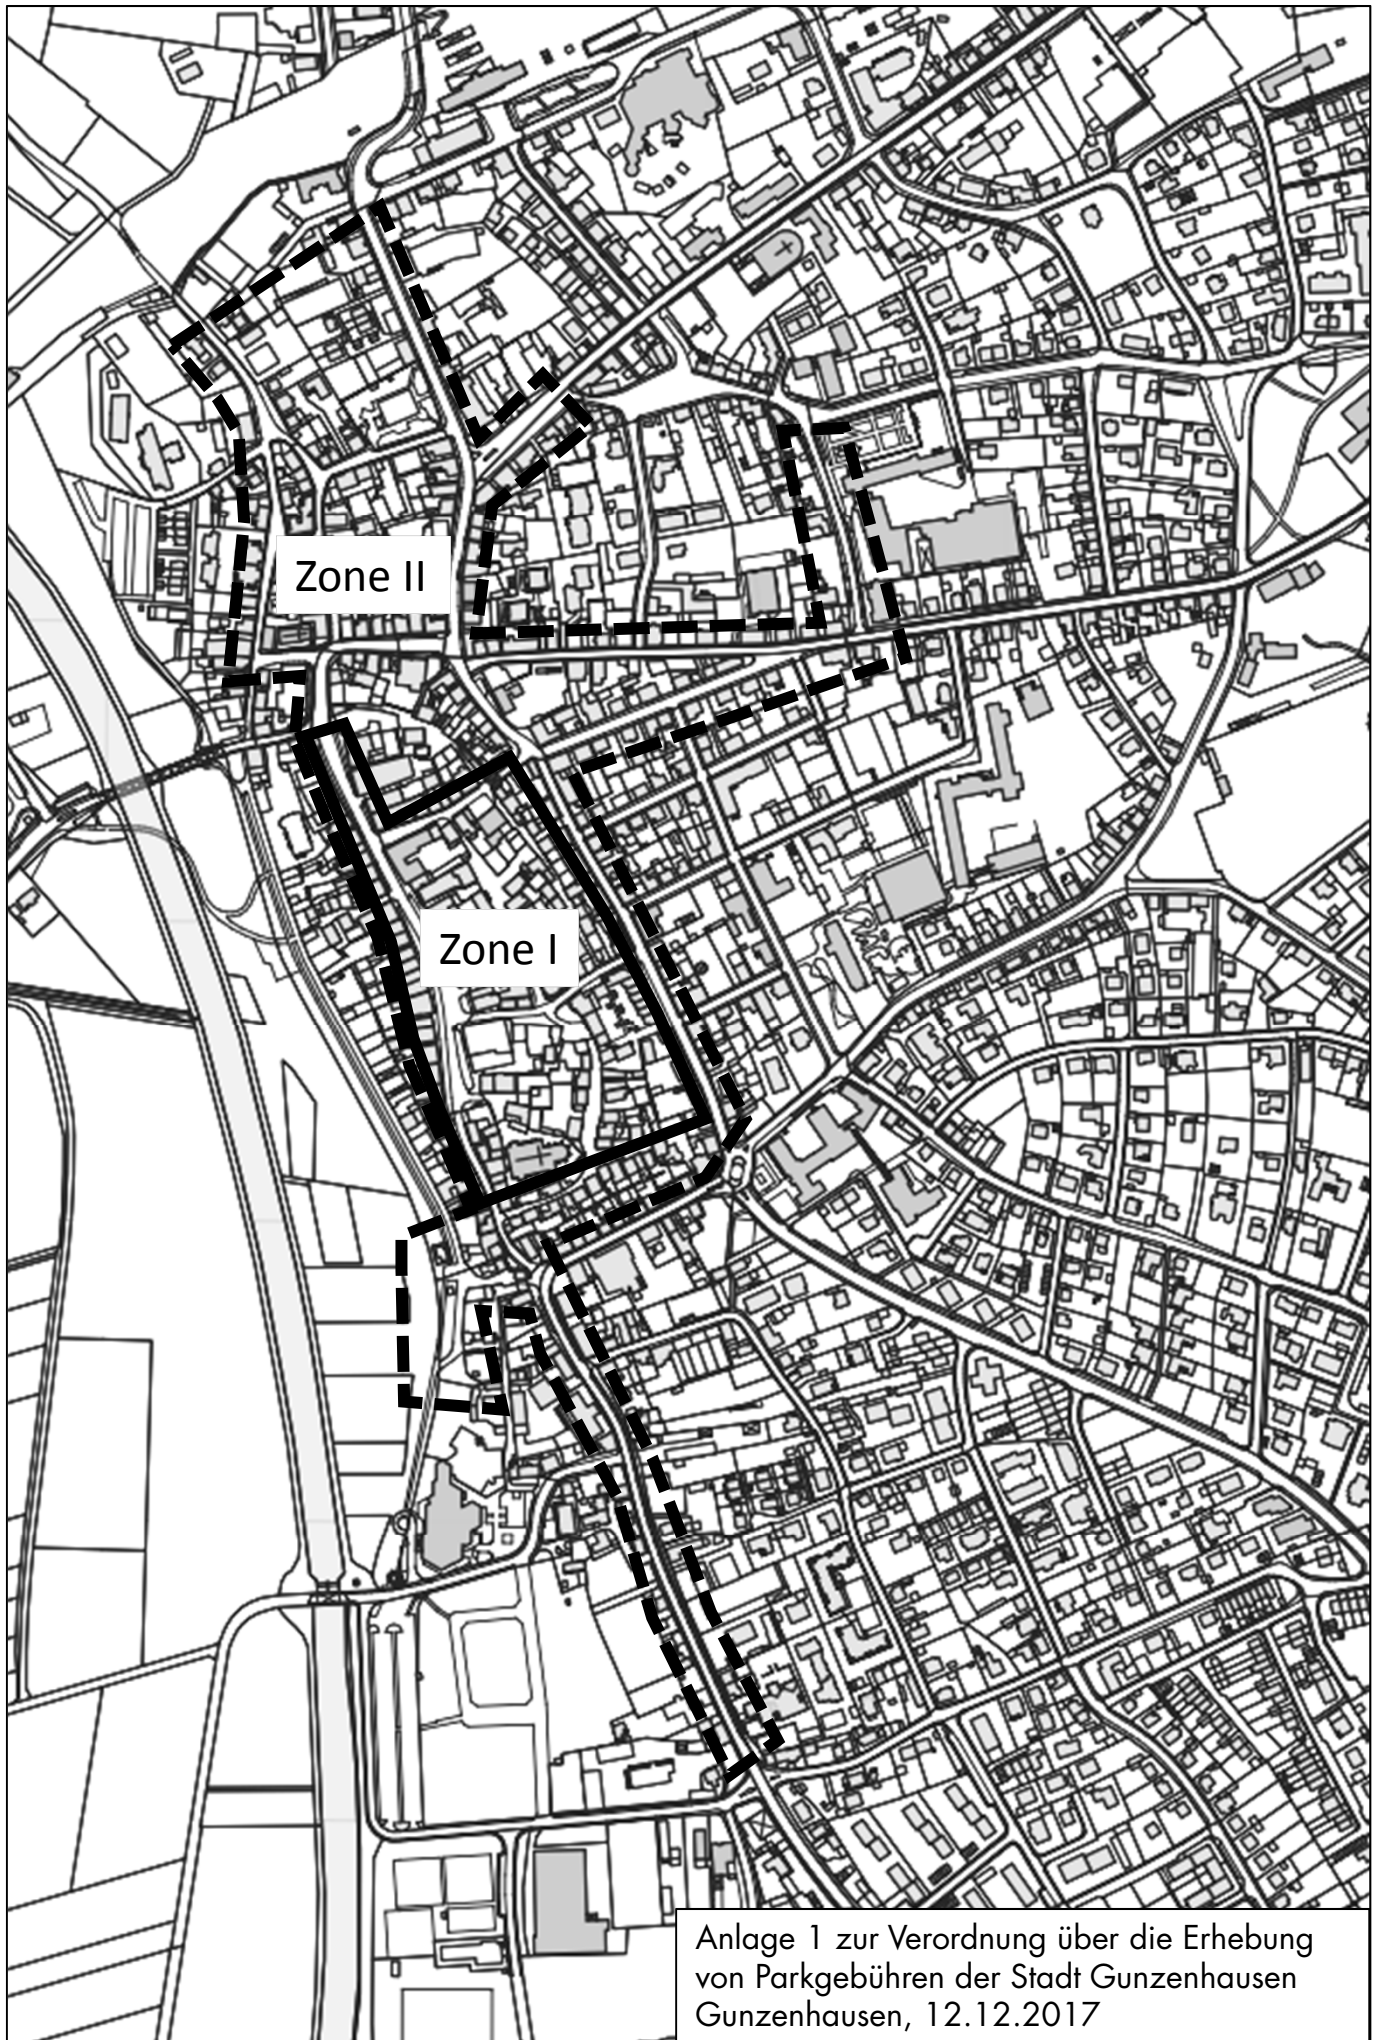 Zone II
Zone I
Anlage 1 zur Verordnung über die Erhebung
von Parkgebühren der Stadt Gunzenhausen
Gunzenhausen, 12.12.2017